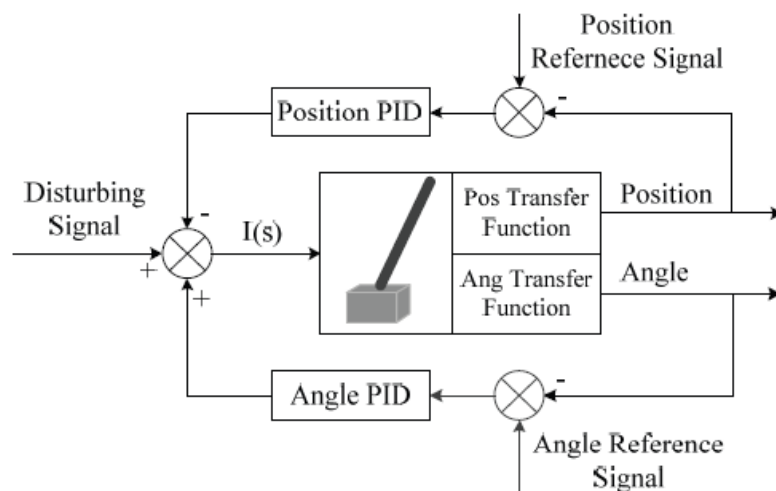 Position
Refernece Signal
-
Position PID
Disturbing
Signal
-
I(s)
+
+
Pos Transfer
Function
Position
Ang Transfer
Function
Angle
-
Angle PID
Angle Reference
Signal